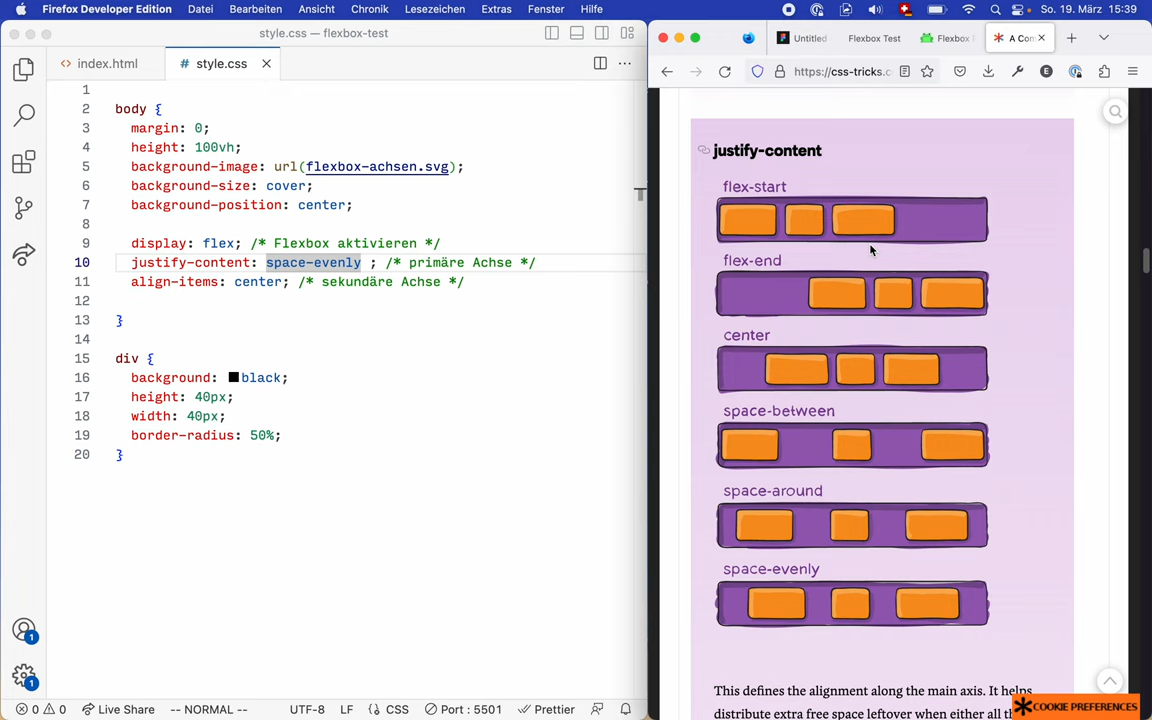 Firefox Developer Edition Datei Bearbeiten Ansicht Chronik Lesezeichen Extras Fenster Hilfe So. 19. März 15:39
style.css — flexbox-test
index.html # style.css
Untitled Flexbox Test Flexbox A Com
https://css-tricks.c
1
2 body {
3 margin: 0;
4 height: 100vh;
5 background-image: url(flexbox-achsen.svg);
6 background-size: cover;
7 background-position: center;
8
9 display: flex; /* Flexbox aktivieren */
10 justify-content: space-evenly ; /* primäre Achse */
11 align-items: center; /* sekundäre Achse */
12
13 }
14
15 div {
16 background: black;
17 height: 40px;
18 width: 40px;
19 border-radius: 50%;
20 }
1
1
0 0 Live Share -- NORMAL -- UTF-8 LF {} CSS Port : 5501 Prettier
justify-content
flex-start
flex-end
center
space-between
space-around
space-evenly
This defines the alignment along the main axis. It helps
distribute extra free space leftover when either all th
COOKIE PREFERENCES